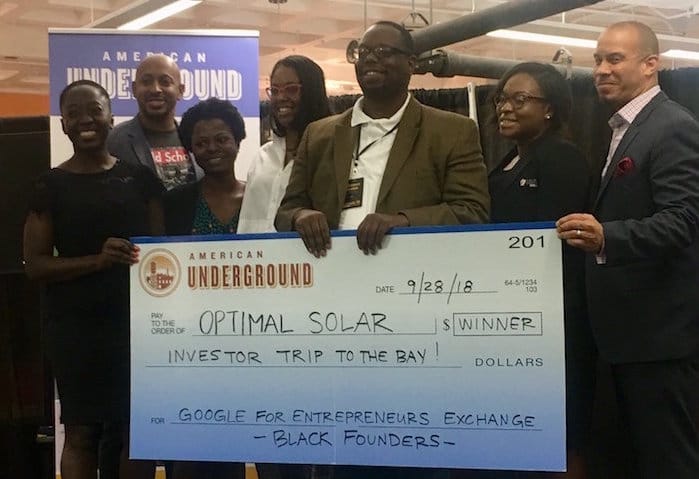 AMERICAN
UNDERGROUND
AMERICAN
UNDERGROUND
201
DATE 9/28/18
64-5/1234
103
PAY
TO THE
ORDER OF OPTIMAL SOLAR $ WINNER
INVESTOR TRIP TO THE BAY! DOLLARS
FOR GOOGLE FOR ENTREPRENEURS EXCHANGE
- BLACK FOUNDERS -